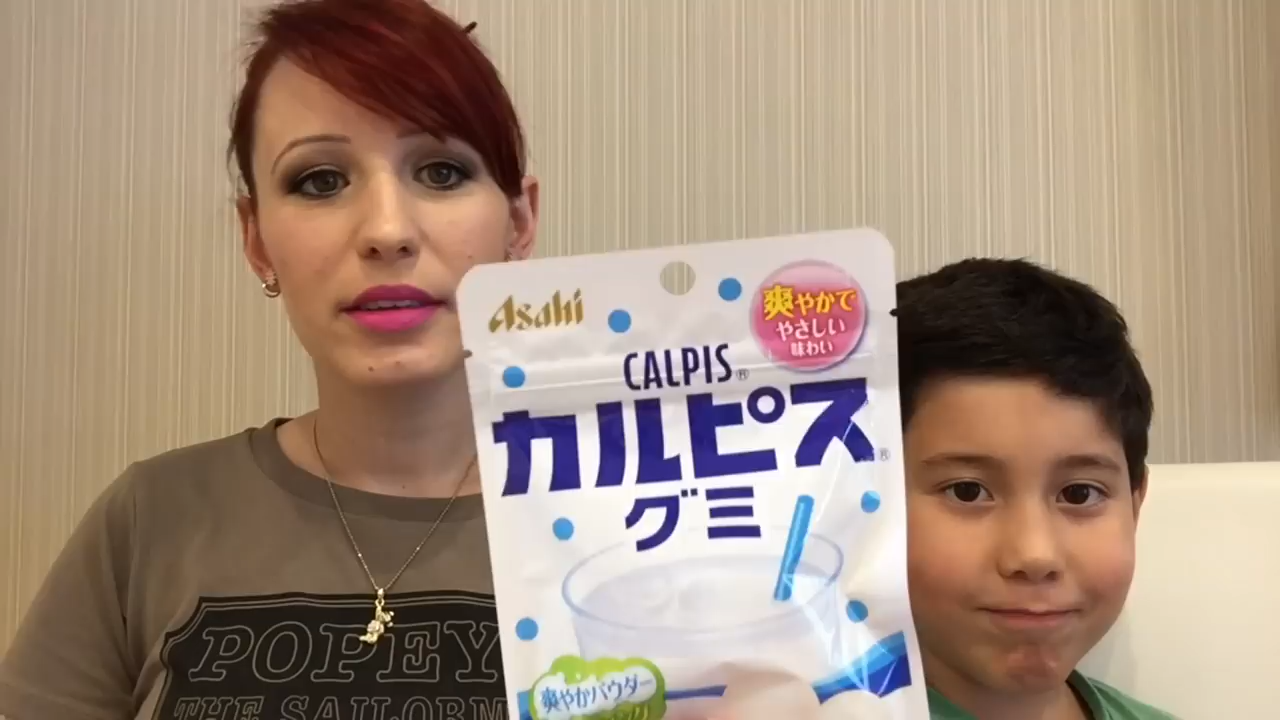 Asahi
爽やかで
やさしい
味わい
CALPIS®
カルピス®
グミ
爽やかパウダー
POPEY
THE SAILORM